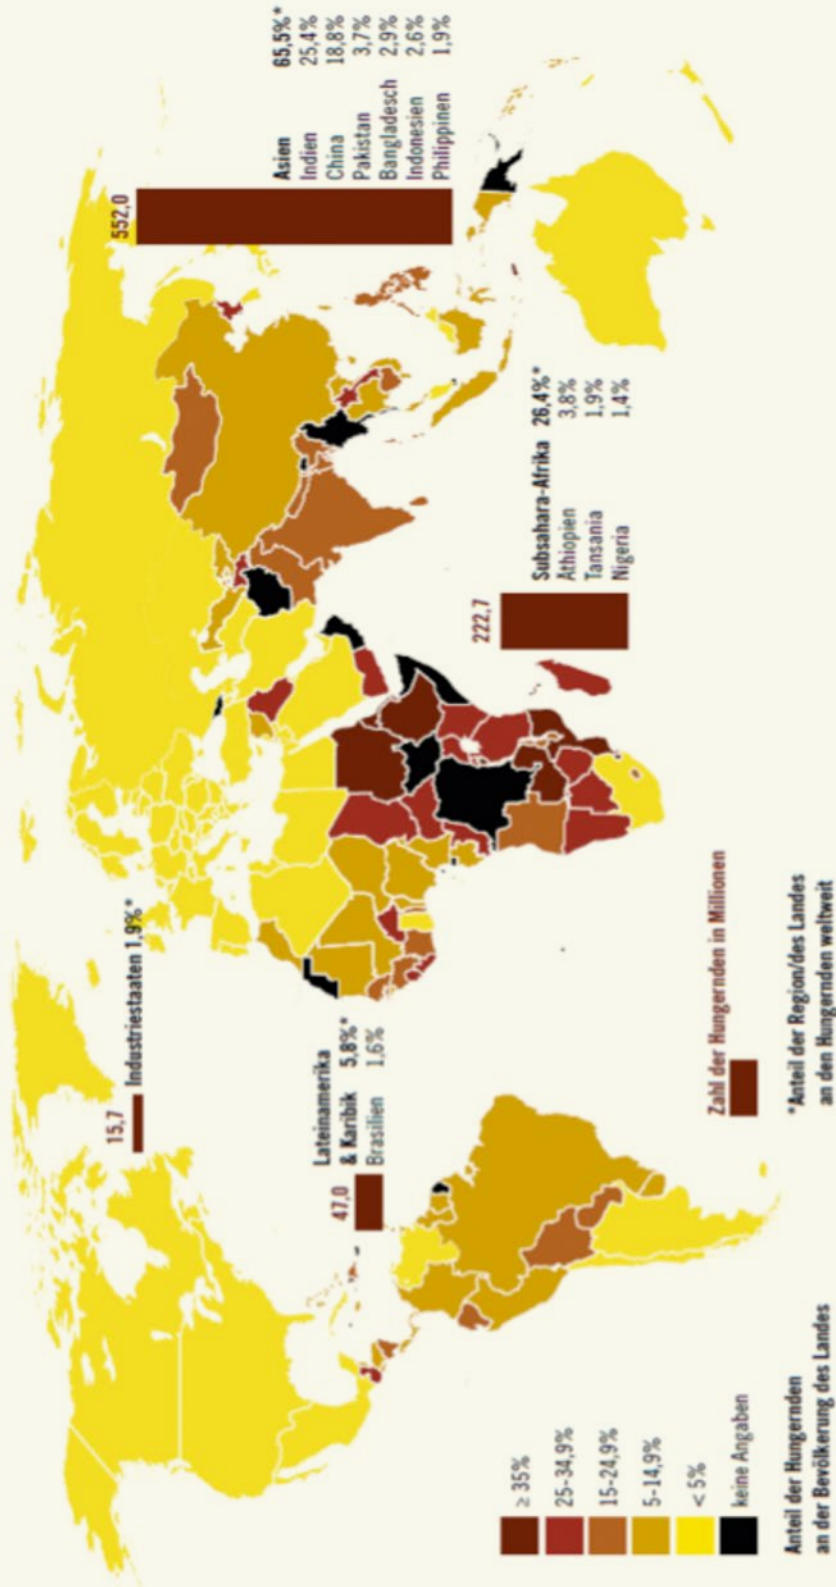 15,7
Industriestaaten 1,9%*
47,0
Lateinamerika
& Karibik 5,8%*
Brasilien 1,6%
222,7
Subsahara-Afrika 26,4%*
Äthiopien 3,8%
Tansania 1,9%
Nigeria 1,4%
552,0
Asien 65,5%*
Indien 25,4%
China 18,8%
Pakistan 3,7%
Bangladesch 2,9%
Indonesien 2,6%
Philippinen 1,9%
≥ 35%
25-34,9%
15-24,9%
5-14,9%
< 5%
keine Angaben
Anteil der Hungernden
an der Bevölkerung des Landes
Zahl der Hungernden in Millionen
*Anteil der Region/des Landes
an den Hungernden weltweit